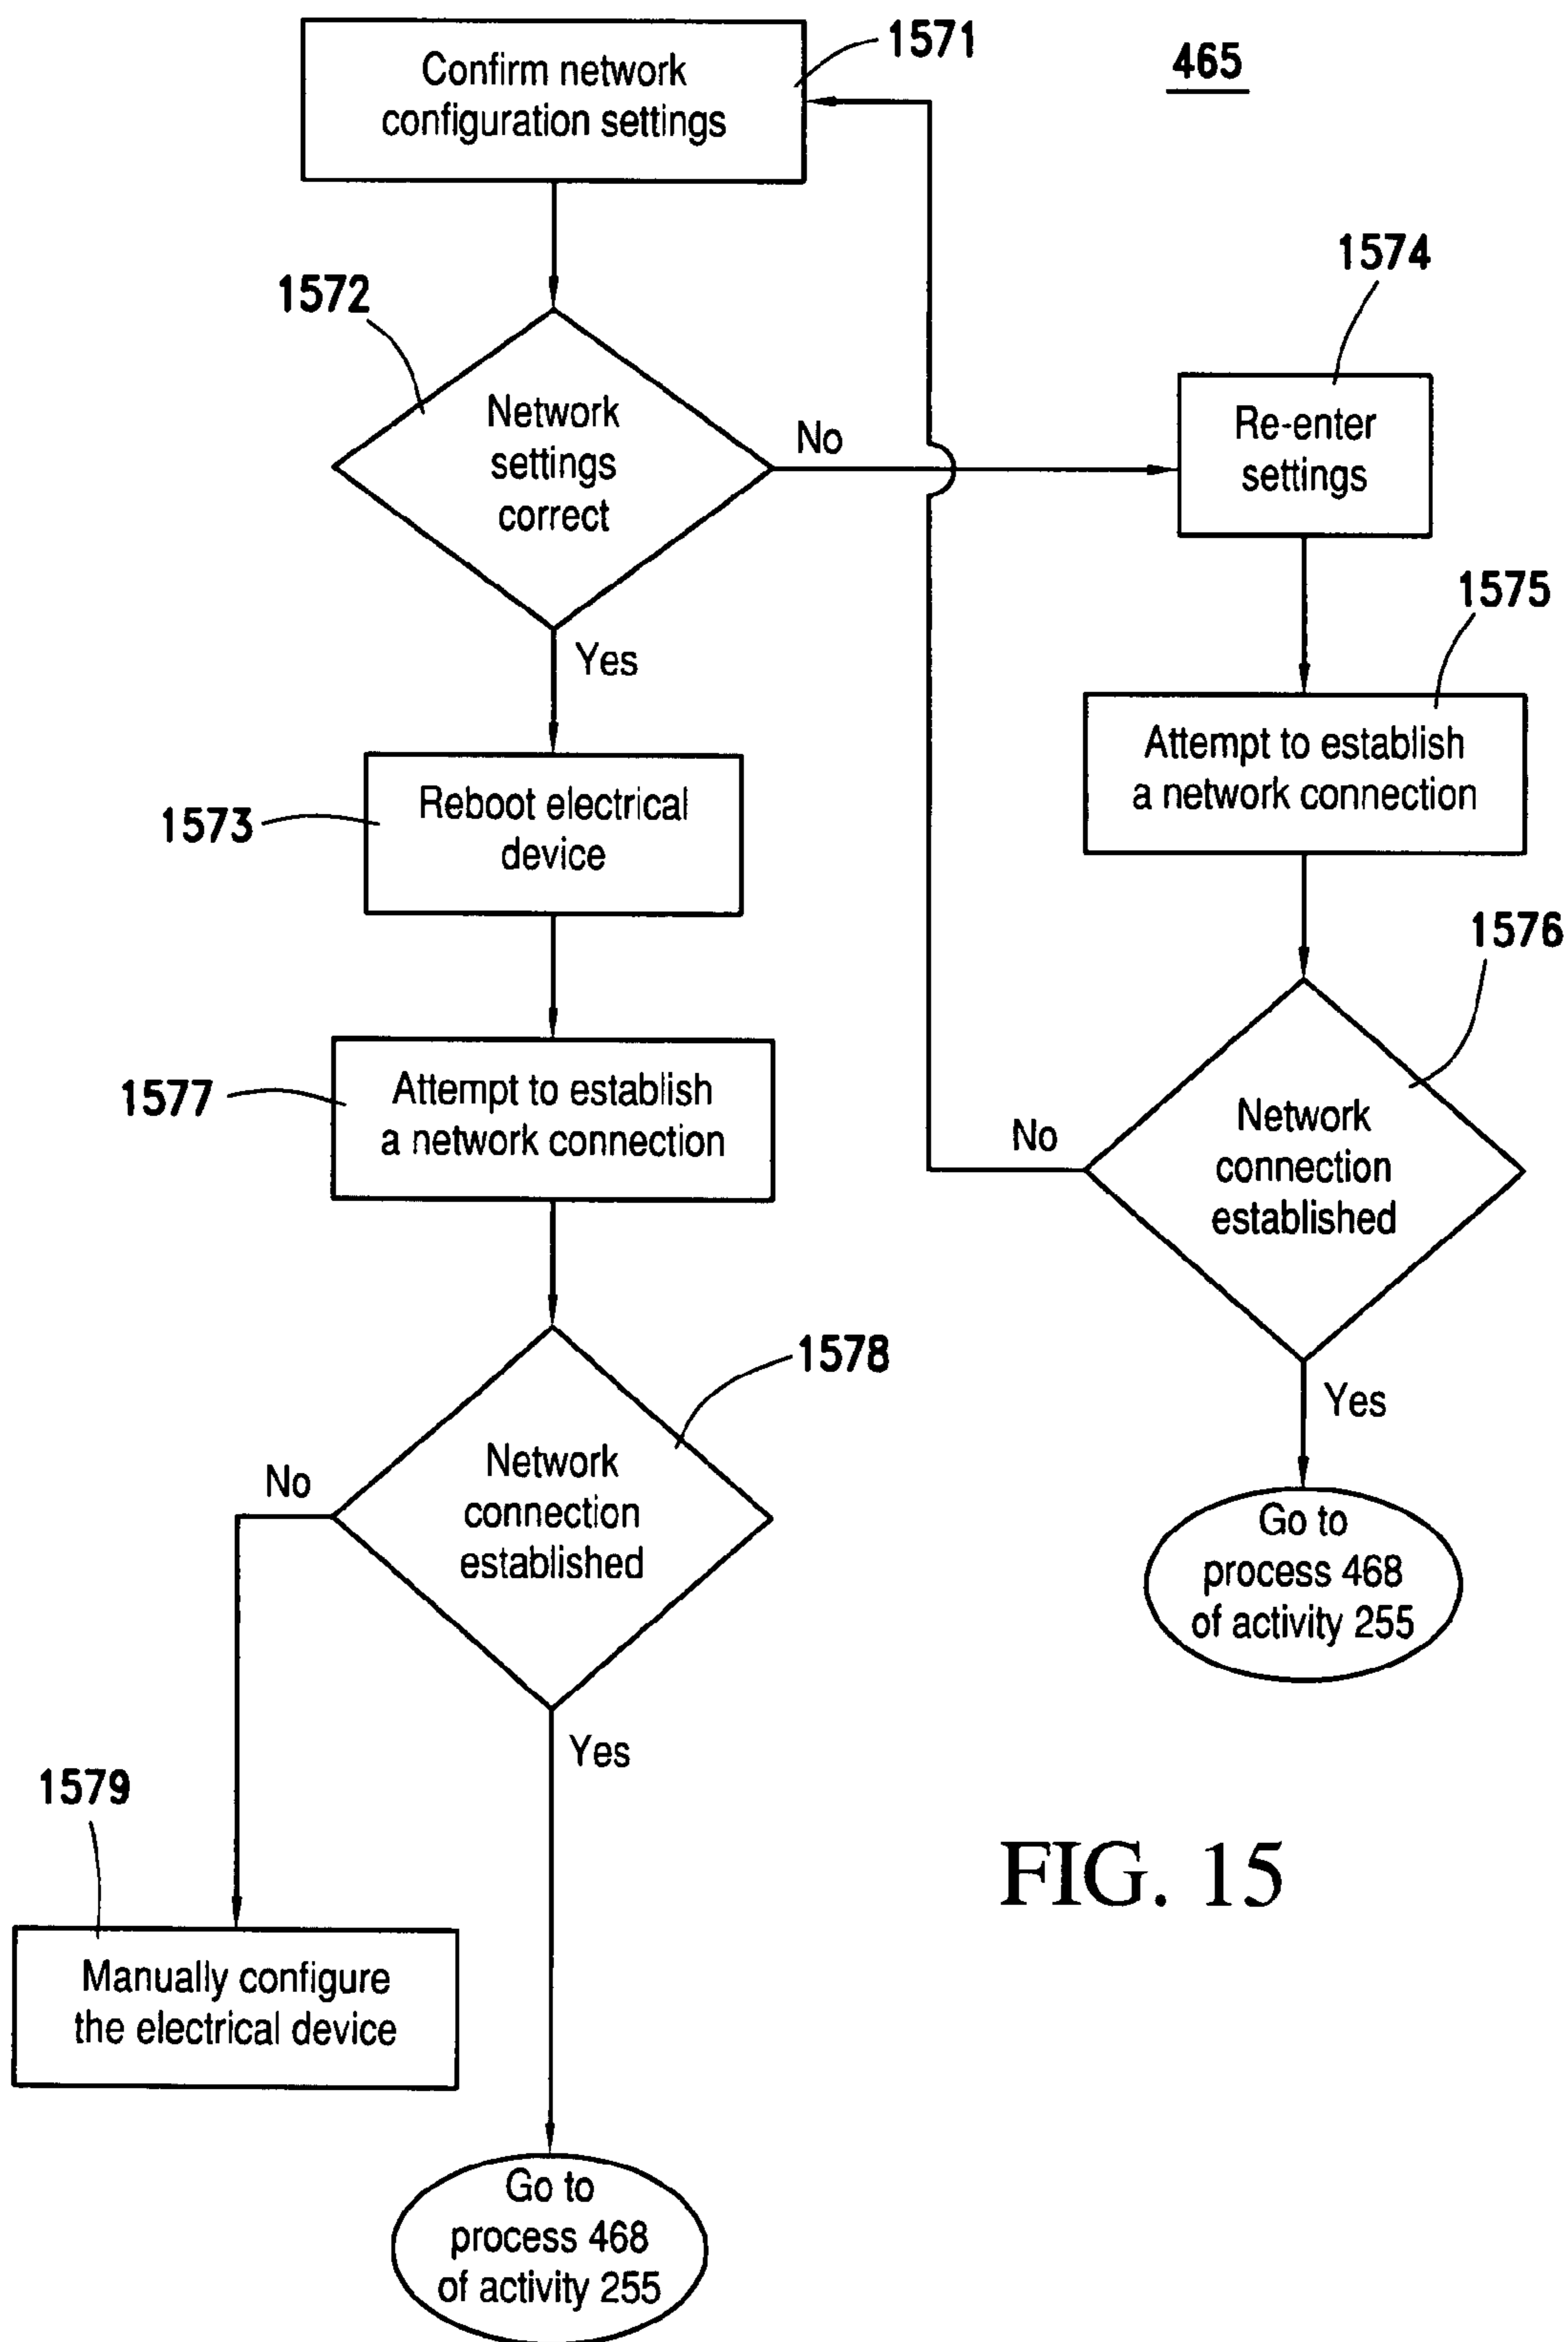 1571
465
Confirm network
configuration settings
1572
1574
Network
settings
correct
No
Re-enter
settings
Yes
1575
Attempt to establish
a network connection
1573
Reboot electrical
device
1576
1577
Attempt to establish
a network connection
No
Network
connection
established
1578
Yes
No
Network
connection
established
Go to
process 468
of activity 255
Yes
1579
Manually configure
the electrical device
FIG. 15
Go to
process 468
of activity 255